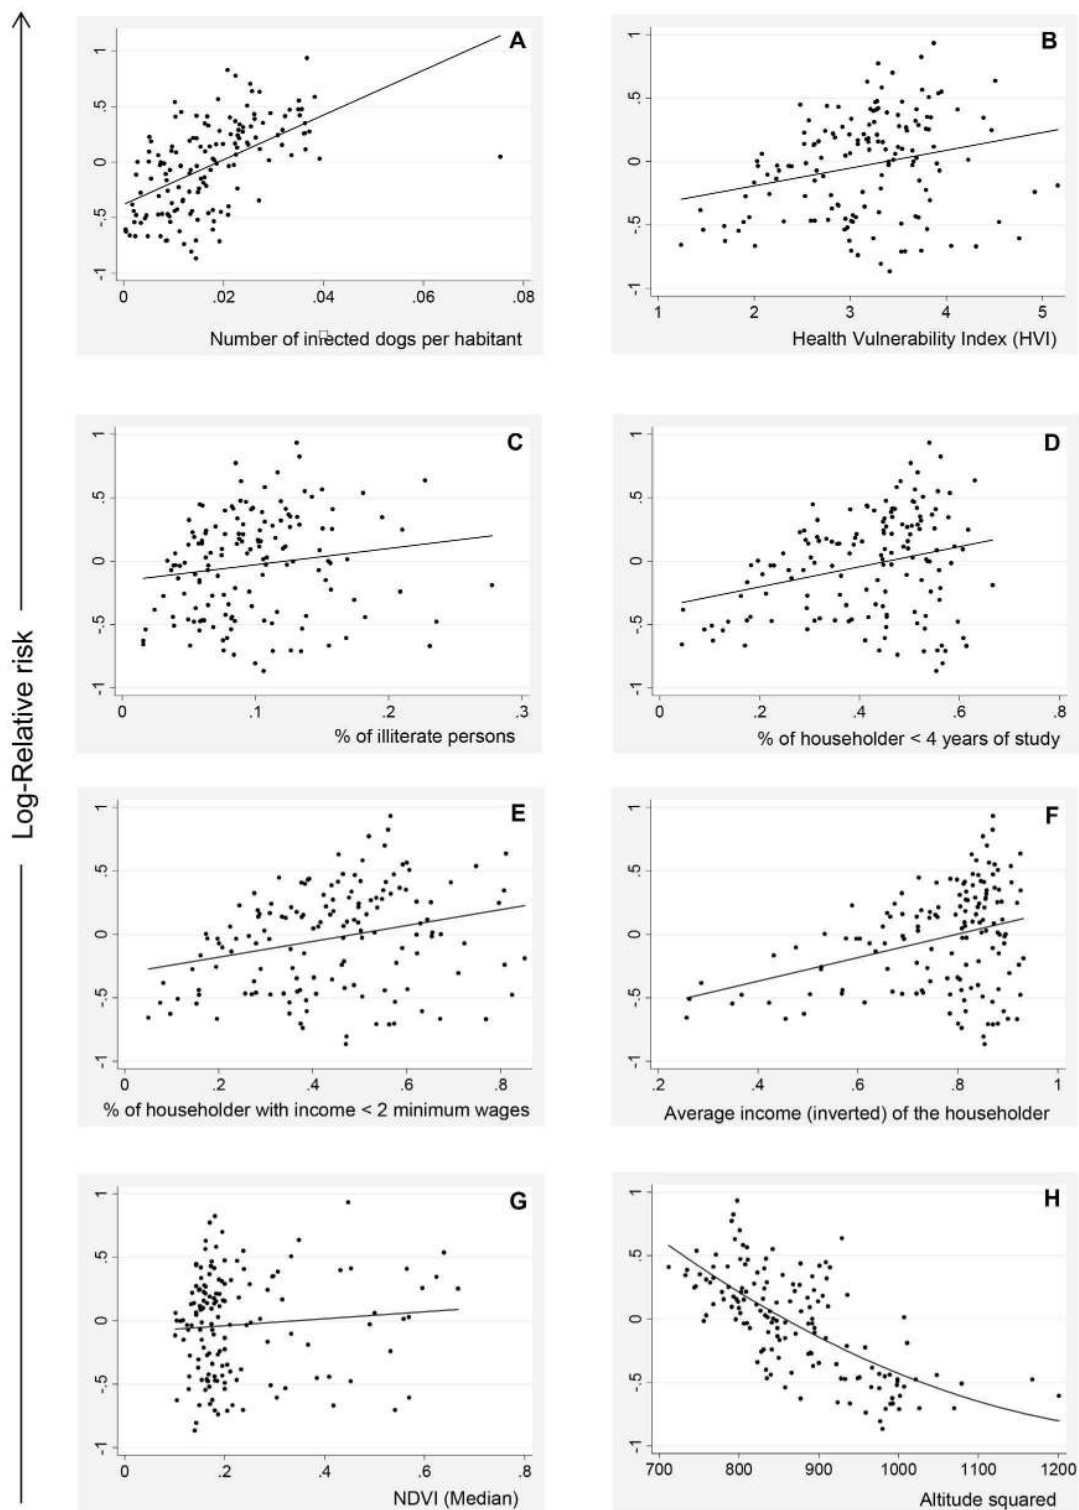 Log-Relative risk
A
1
.5
0
-.5
-1
0 .02 .04 .06 .08
Number of infected dogs per habitant
B
1
.5
0
-.5
-1
1 2 3 4 5
Health Vulnerability Index (HVI)
C
1
.5
0
-.5
-1
0 .1 .2 .3
% of illiterate persons
D
1
.5
0
-.5
-1
0 .2 .4 .6 .8
% of householder < 4 years of study
E
1
.5
0
-.5
-1
0 .2 .4 .6 .8
% of householder with income < 2 minimum wages
F
1
.5
0
-.5
-1
.2 .4 .6 .8 1
Average income (inverted) of the householder
G
1
.5
0
-.5
-1
0 .2 .4 .6 .8
NDVI (Median)
H
1
.5
0
-.5
-1
700 800 900 1000 1100 1200
Altitude squared